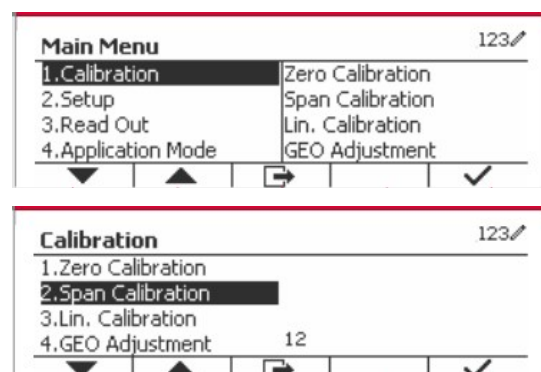 Main Menu 123
1.Calibration Zero Calibration
2.Setup Span Calibration
3.Read Out Lin. Calibration
4.Application Mode GEO Adjustment
Calibration 123
1.Zero Calibration
2.Span Calibration
3.Lin. Calibration
4.GEO Adjustment 12